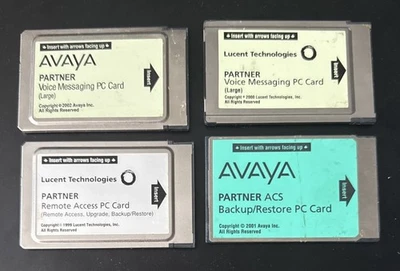 Insert with arrows facing up
AVAYA
PARTNER
Voice Messaging PC Card
(Large)
Insert
Copyright © 2002 Avaya Inc.
All Rights Reserved
Insert with arrows facing up
Lucent Technologies
PARTNER
Voice Messaging PC Card
(Large)
Insert
Copyright © 2000 Lucent Technologies, Inc.
All Rights Reserved
Insert with arrows facing up
Lucent Technologies
PARTNER
Remote Access PC Card
(Remote Access, Upgrade, Backup/Restore)
Insert
Copyright © 1999 Lucent Technologies, Inc.
All Rights Reserved
Insert with arrows facing up
AVAYA
PARTNER ACS
Backup/Restore PC Card
Insert
Copyright © 2001 Avaya Inc.
All Rights Reserved